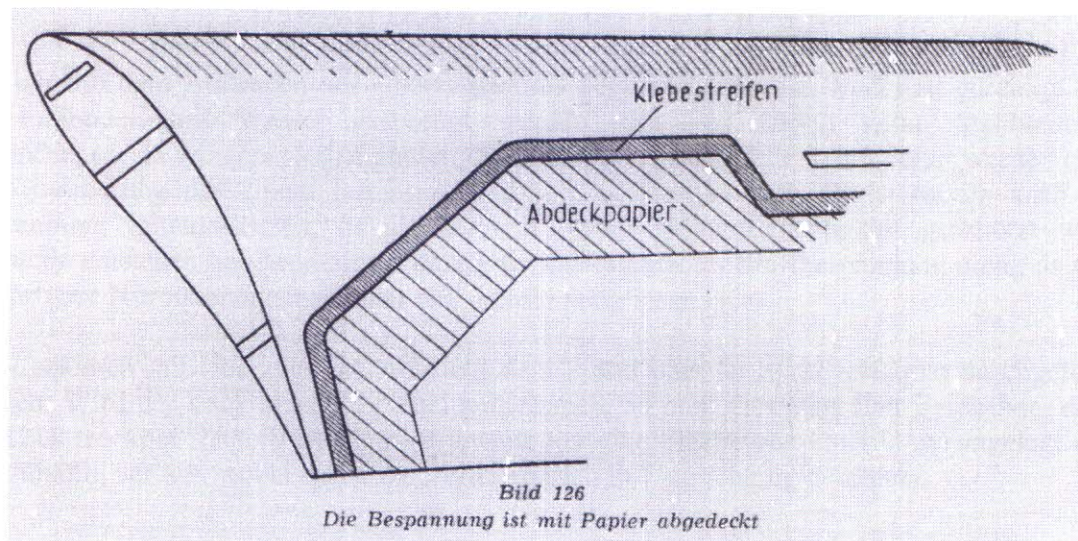 Klebestreifen
Abdeckpapier
Bild 126
Die Bespannung ist mit Papier abgedeckt